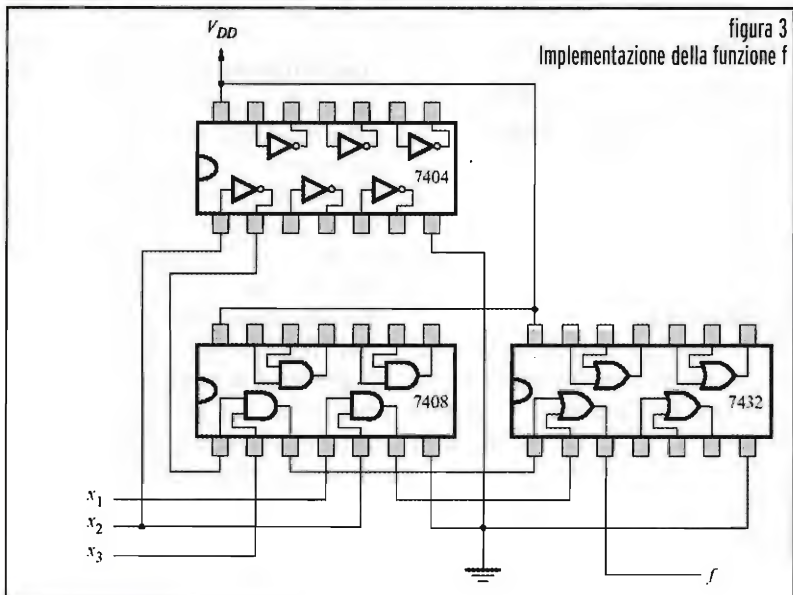 figura 3
Implementazione della funzione f
V_DD
7404
7408
7432
x_1
x_2
x_3
f